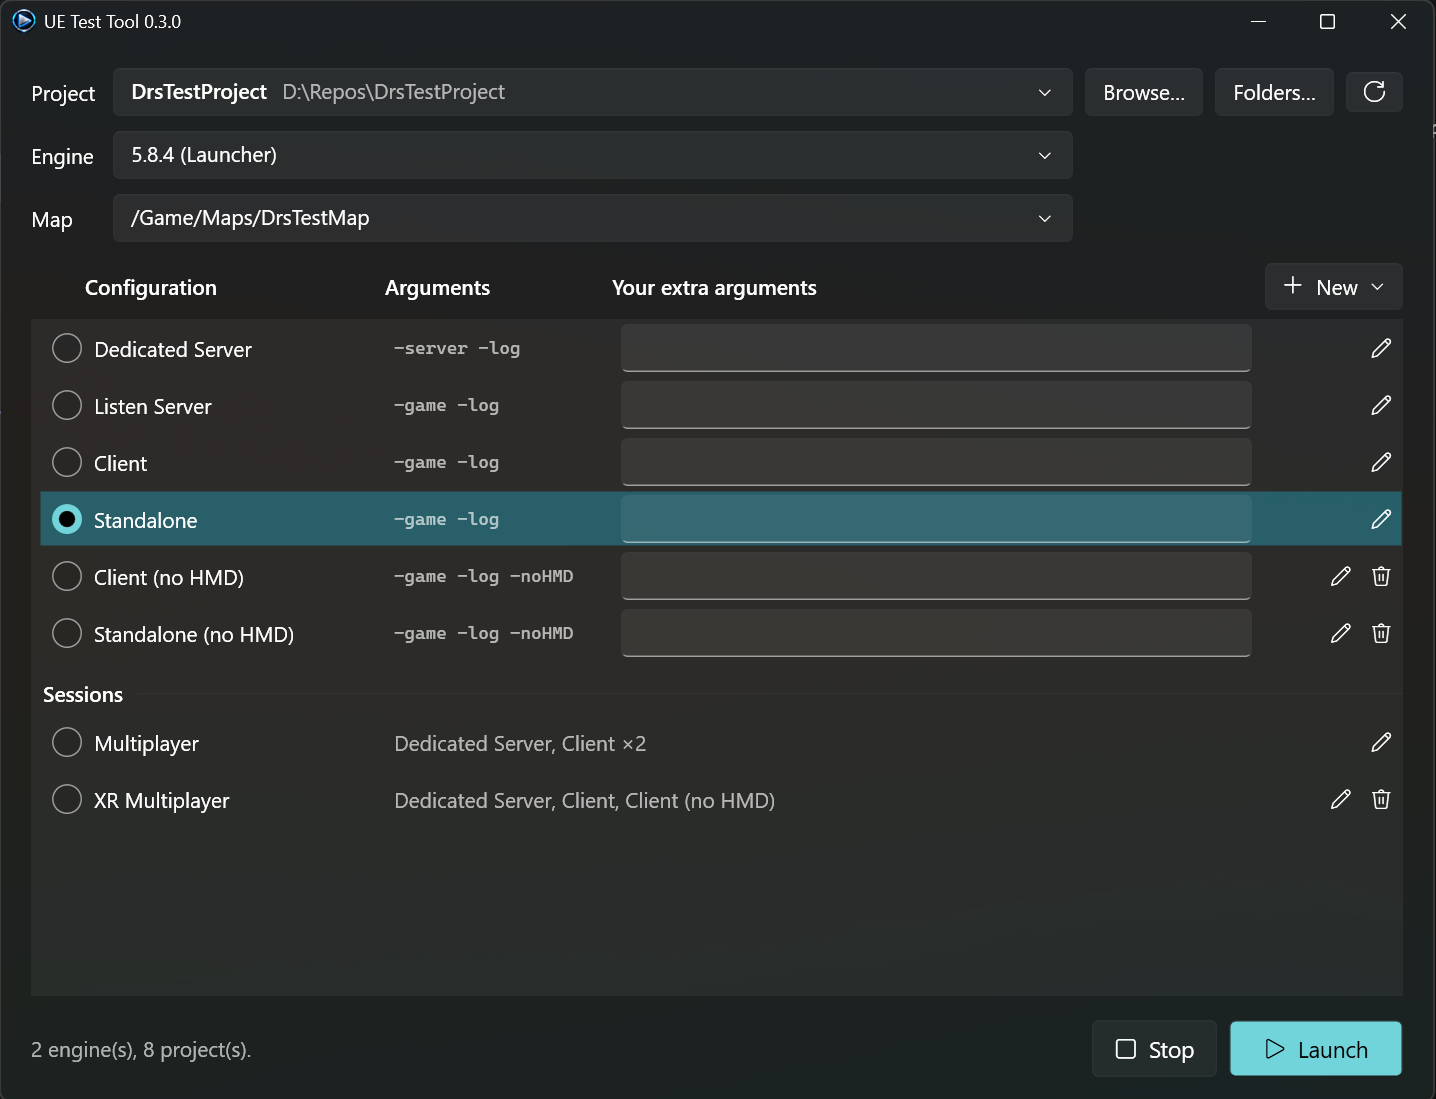 UE Test Tool 0.3.0
Project DrsTestProject D:\Repos\DrsTestProject Browse... Folders...
Engine 5.8.4 (Launcher)
Map /Game/Maps/DrsTestMap
Configuration Arguments Your extra arguments New
Dedicated Server -server -log
Listen Server -game -log
Client -game -log
Standalone -game -log
Client (no HMD) -game -log -noHMD
Standalone (no HMD) -game -log -noHMD
Sessions
Multiplayer Dedicated Server, Client ×2
XR Multiplayer Dedicated Server, Client, Client (no HMD)
2 engine(s), 8 project(s). Stop Launch